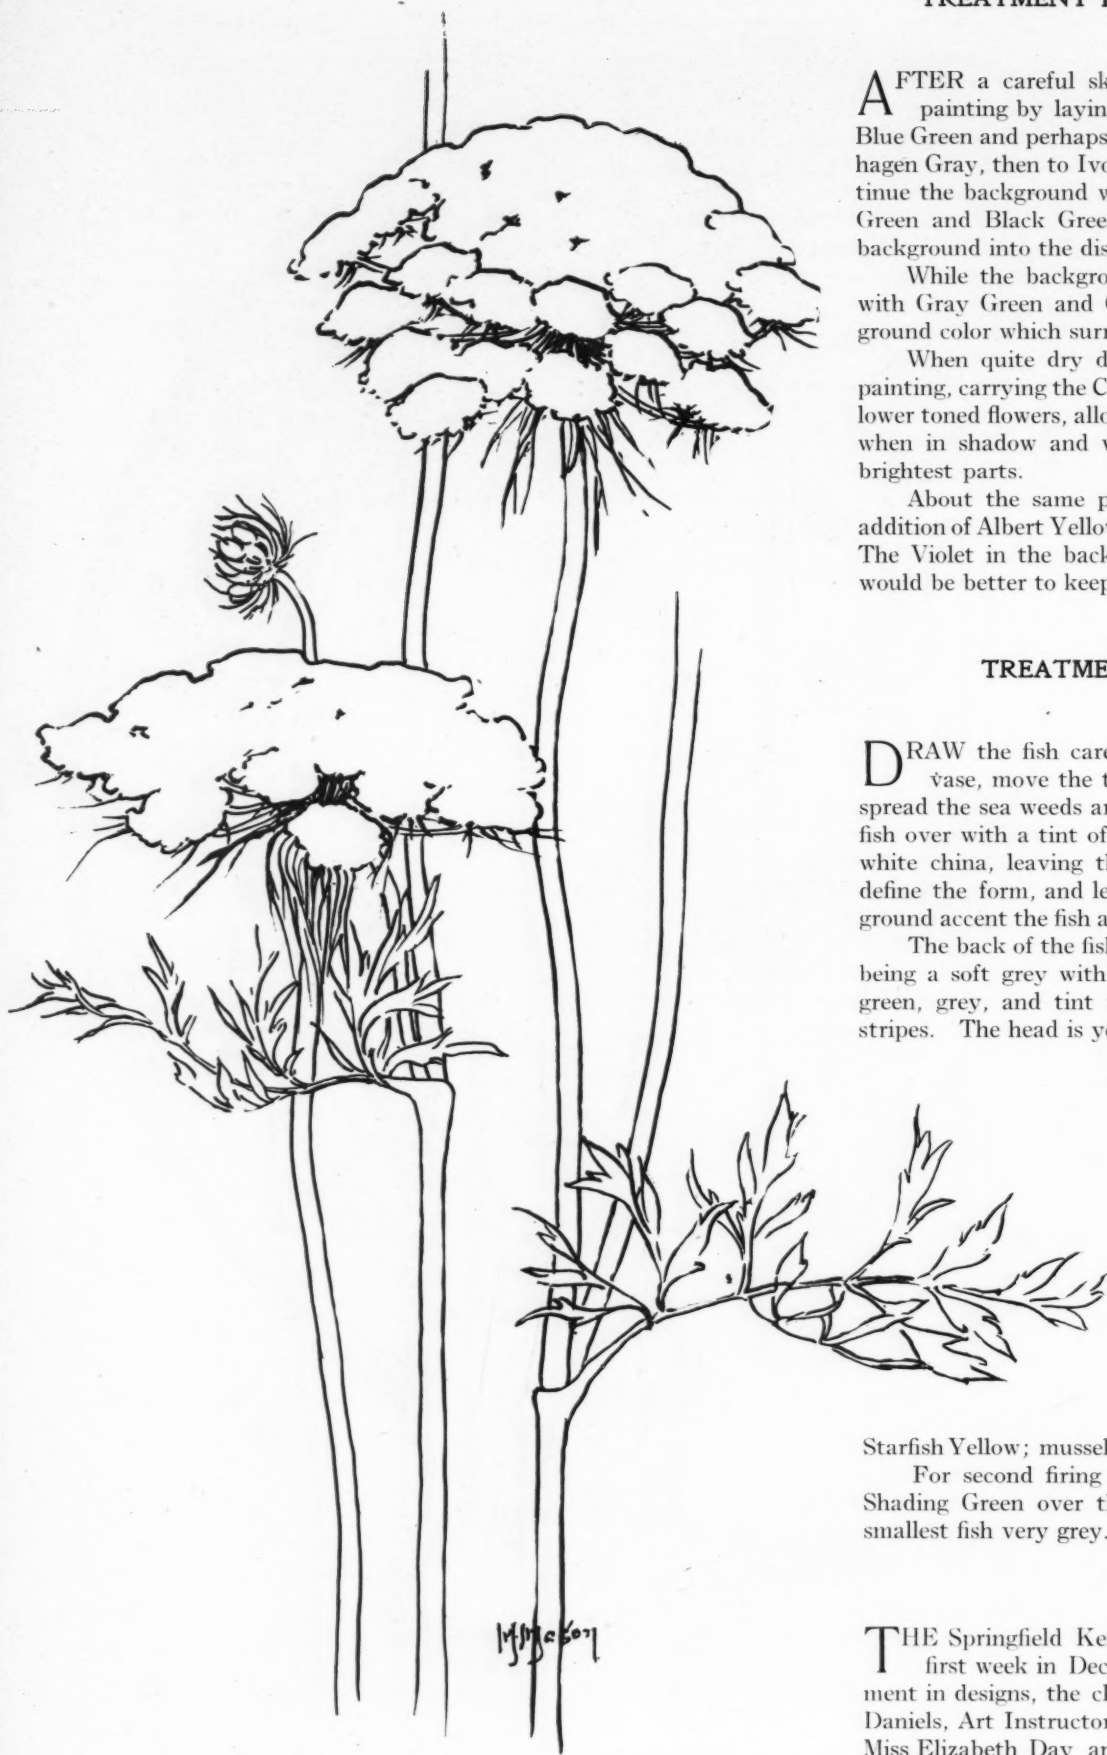 TREATMENT
AFTER a careful sk
painting by layin
Blue Green and perhaps
hagen Gray, then to Ivo
tinue the background w
Green and Black Gree
background into the dis
While the backgro
with Gray Green and
ground color which surr
When quite dry d
painting, carrying the C
lower toned flowers, allo
when in shadow and v
brightest parts.
About the same p
addition of Albert Yellov
The Violet in the back
would be better to keep
TREATME
DRAW the fish care
vase, move the t
spread the sea weeds an
fish over with a tint of
white china, leaving th
define the form, and le
ground accent the fish a
The back of the fish
being a soft grey with
green, grey, and tint
stripes. The head is ye
Starfish Yellow; mussel
For second firing
Shading Green over t
smallest fish very grey.
M Mason
THE Springfield Ke
first week in Dec
ment in designs, the cl
Daniels, Art Instructor
Miss Elizabeth Day, an